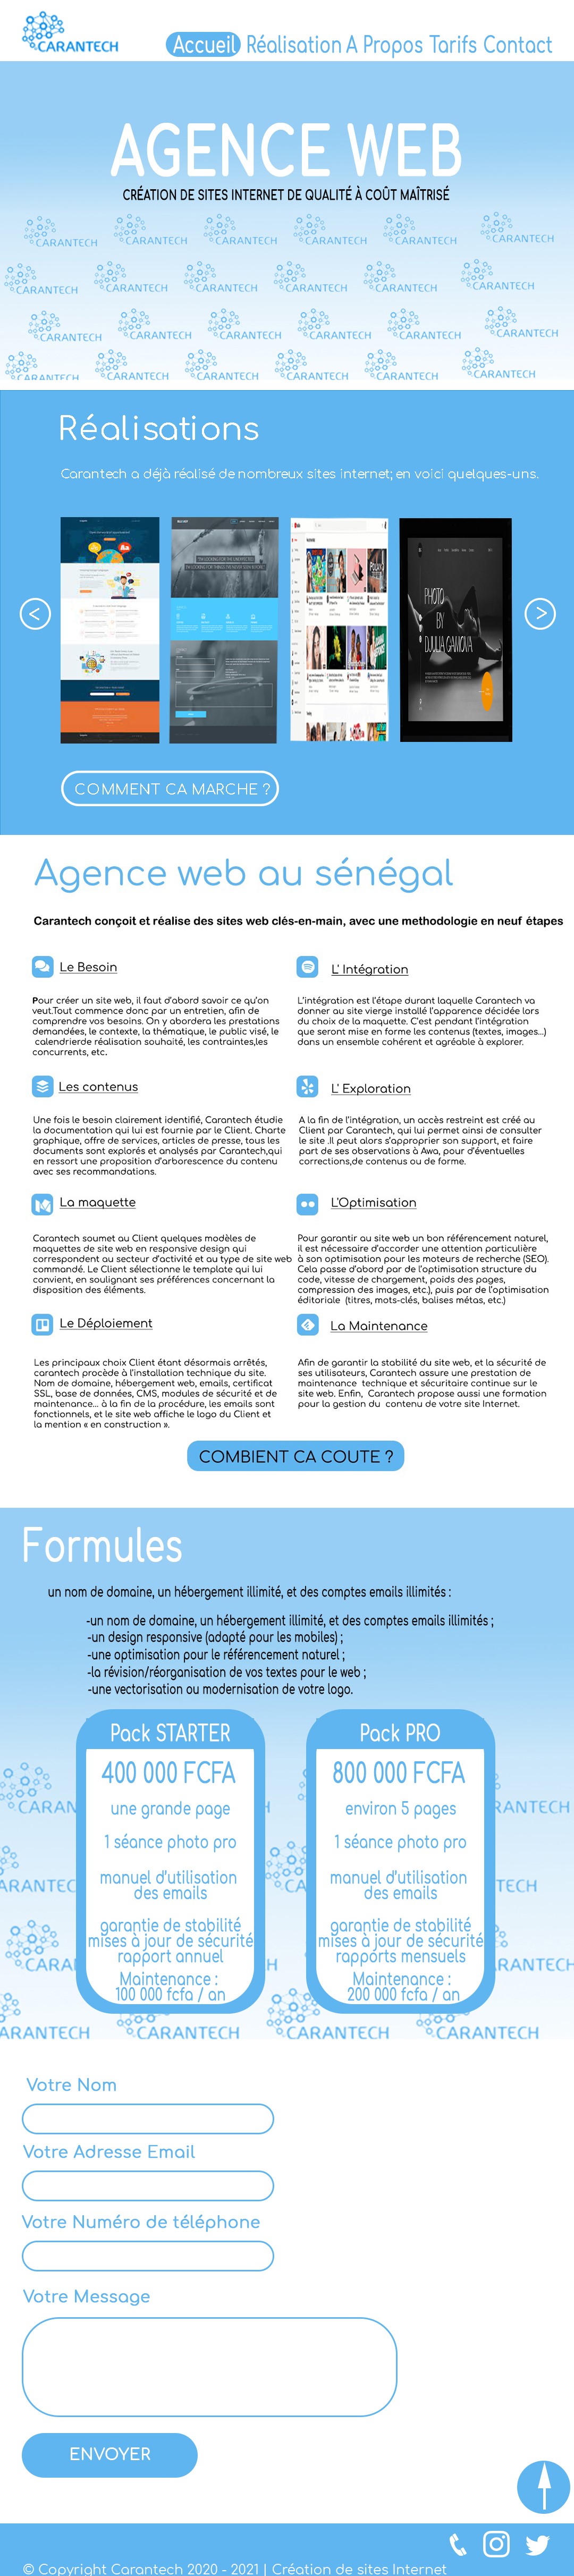 CARANTECH
Accueil Réalisation A Propos Tarifs Contact
AGENCE WEB
CRÉATION DE SITES INTERNET DE QUALITÉ À COÛT MAÎTRISÉ
CARANTECH CARANTECH CARANTECH CARANTECH CARANTECH CARANTECH
CARANTECH CARANTECH CARANTECH CARANTECH CARANTECH CARANTECH
CARANTECH CARANTECH CARANTECH CARANTECH CARANTECH CARANTECH
CARANTECH CARANTECH CARANTECH CARANTECH CARANTECH CARANTECH
Réalisations
Carantech a déjà réalisé de nombreux sites internet; en voici quelques-uns.
PHOTO
BY
DJULIA GAMOVA
< >
COMMENT CA MARCHE ?
Agence web au sénégal
Carantech conçoit et réalise des sites web clés-en-main, avec une methodologie en neuf étapes
Le Besoin
Pour créer un site web, il faut d'abord savoir ce qu'on
veut.Tout commence donc par un entretien, afin de
comprendre vos besoins. On y abordera les prestations
demandées, le contexte, la thématique, le public visé, le
calendrierde réalisation souhaité, les contraintes,les
concurrents, etc.
L' Intégration
L'intégration est l'étape durant laquelle Carantech va
donner au site vierge installé l'apparence décidée lors
du choix de la maquette. C'est pendant l'intégration
que seront mise en forme les contenus (textes, images...)
dans un ensemble cohérent et agréable à explorer.
Les contenus
Une fois le besoin clairement identifié, Carantech étudie
la documentation qui lui est fournie par le Client. Charte
graphique, offre de services, articles de presse, tous les
documents sont explorés et analysés par Carantech,qui
en ressort une proposition d'arborescence du contenu
avec ses recommandations.
L' Exploration
A la fin de l'intégration, un accès restreint est créé au
Client par Carantech, qui lui permet ainsi de consulter
le site .Il peut alors s'approprier son support, et faire
part de ses observations à Awa, pour d'éventuelles
corrections,de contenus ou de forme.
La maquette
Carantech soumet au Client quelques modèles de
maquettes de site web en responsive design qui
correspondent au secteur d'activité et au type de site web
commandé. Le Client sélectionne le template qui lui
convient, en soulignant ses préférences concernant la
disposition des éléments.
L'Optimisation
Pour garantir au site web un bon référencement naturel,
il est nécessaire d'accorder une attention particulière
à son optimisation pour les moteurs de recherche (SEO).
Cela passe d'abord par de l'optimisation structure du
code, vitesse de chargement, poids des pages,
compression des images, etc.), puis par de l'optimisation
éditoriale (titres, mots-clés, balises métas, etc.)
Le Déploiement
Les principaux choix Client étant désormais arrêtés,
carantech procède à l'installation technique du site.
Nom de domaine, hébergement web, emails, certificat
SSL, base de données, CMS, modules de sécurité et de
maintenance... à la fin de la procédure, les emails sont
fonctionnels, et le site web affiche le logo du Client et
la mention « en construction ».
La Maintenance
Afin de garantir la stabilité du site web, et la sécurité de
ses utilisateurs, Carantech assure une prestation de
maintenance technique et sécuritaire continue sur le
site web. Enfin, Carantech propose aussi une formation
pour la gestion du contenu de votre site Internet.
COMBIENT CA COUTE ?
Formules
un nom de domaine, un hébergement illimité, et des comptes emails illimités :
-un nom de domaine, un hébergement illimité, et des comptes emails illimités ;
-un design responsive (adapté pour les mobiles) ;
-une optimisation pour le référencement naturel ;
-la révision/réorganisation de vos textes pour le web ;
-une vectorisation ou modernisation de votre logo.
Pack STARTER
400 000 FCFA
une grande page
1 séance photo pro
manuel d'utilisation
des emails
garantie de stabilité
mises à jour de sécurité
rapport annuel
Maintenance :
100 000 fcfa / an
Pack PRO
800 000 FCFA
environ 5 pages
1 séance photo pro
manuel d'utilisation
des emails
garantie de stabilité
mises à jour de sécurité
rapports mensuels
Maintenance :
200 000 fcfa / an
ARANTECH CARANTECH CARANTECH CARANTECH
Votre Nom
Votre Adresse Email
Votre Numéro de téléphone
Votre Message
ENVOYER
© Copyright Carantech 2020 - 2021 | Création de sites Internet